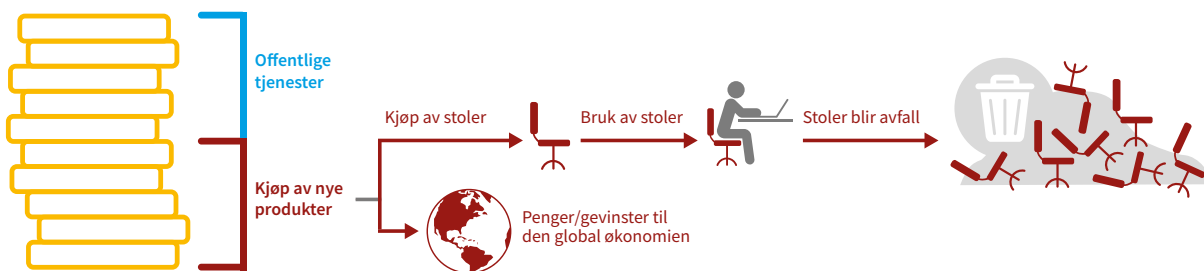 Offentlige
tjenester
Kjøp av nye
produkter
Kjøp av stoler
Bruk av stoler
Stoler blir avfall
Penger/gevinster til
den global økonomien